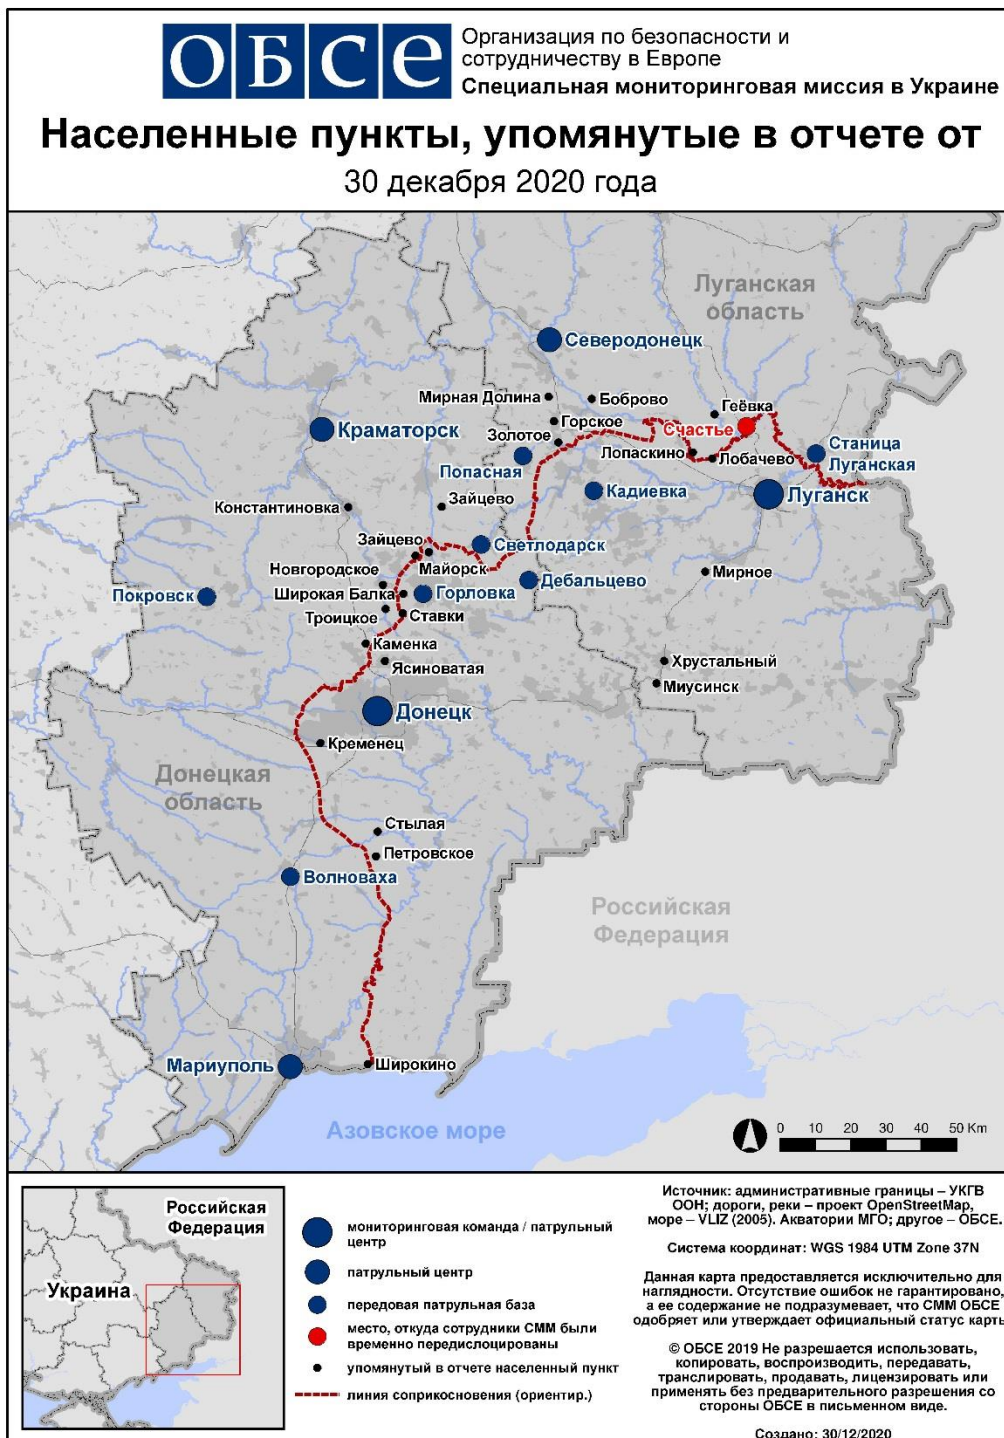 ОБСЕ
Организация по безопасности и
сотрудничеству в Европе
Специальная мониторинговая миссия в Украине
Населенные пункты, упомянутые в отчете от
30 декабря 2020 года
Луганская
область
Северодонецк
Мирная Долина
Боброво
Геёвка
Горское
Счастье
Краматорск
Золотое
Станица
Луганская
Лопаскино
Лобачево
Попасная
Кадиевка
Луганск
Зайцево
Константиновка
Зайцево
Светлодарск
Майорск
Новгородское
Дебальцево
Мирное
Покровск
Широкая Балка
Горловка
Троицкое
Ставки
Каменка
Ясиноватая
Хрустальный
Миусинск
Донецк
Кременец
Донецкая
область
Стылая
Петровское
Волноваха
Российская
Федерация
Мариуполь
Широкино
Азовское море
0 10 20 30 40 50 Km
Российская
Федерация
Украина
мониторинговая команда / патрульный
центр
патрульный центр
передовая патрульная база
место, откуда сотрудники СММ были
временно передислоцированы
упомянутый в отчете населенный пункт
линия соприкосновения (ориентир.)
Источник: административные границы – УКГВ
ООН; дороги, реки – проект OpenStreetMap,
море – VLIZ (2005). Акватории МГО; другое – ОБСЕ.
Система координат: WGS 1984 UTM Zone 37N
Данная карта предоставляется исключительно для
наглядности. Отсутствие ошибок не гарантировано,
а ее содержание не подразумевает, что СММ ОБСЕ
одобряет или утверждает официальный статус карты
© ОБСЕ 2019 Не разрешается использовать,
копировать, воспроизводить, передавать,
транслировать, продавать, лицензировать или
применять без предварительного разрешения со
стороны ОБСЕ в письменном виде.
Создано: 30/12/2020